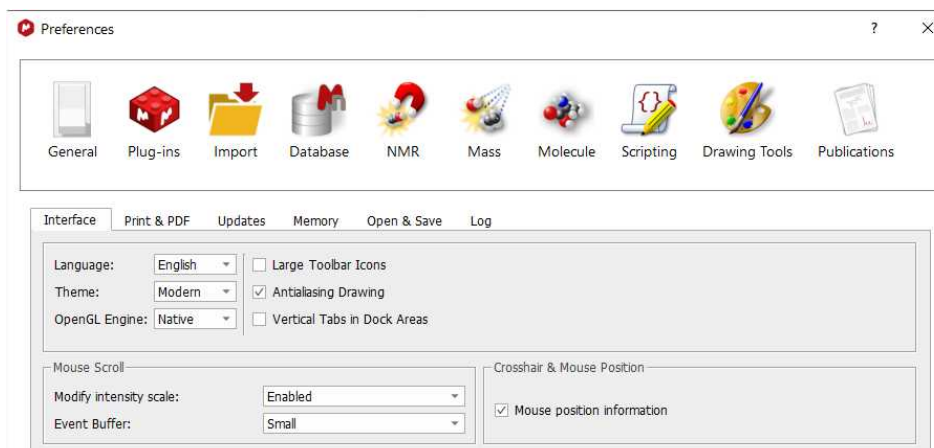 Preferences
General Plug-ins Import Database NMR Mass Molecule Scripting Drawing Tools Publications
Interface Print & PDF Updates Memory Open & Save Log
Language: English Large Toolbar Icons
Theme: Modern Antialiasing Drawing
OpenGL Engine: Native Vertical Tabs in Dock Areas
Mouse Scroll Crosshair & Mouse Position
Modify intensity scale: Enabled
Mouse position information
Event Buffer: Small